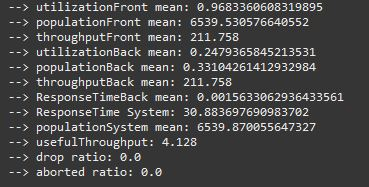 --> utilizationFront mean: 0.9683360608319895
--> populationFront mean: 6539.530576640552
--> throughputFront mean: 211.758
--> utilizationBack mean: 0.2479365845213531
--> populationBack mean: 0.33104261412932984
--> throughputBack mean: 211.758
--> ResponseTimeBack mean: 0.0015633062936433561
--> ResponseTime System: 30.883697690983702
--> populationSystem mean: 6539.870055647327
--> usefulThroughput: 4.128
--> drop ratio: 0.0
--> aborted ratio: 0.0